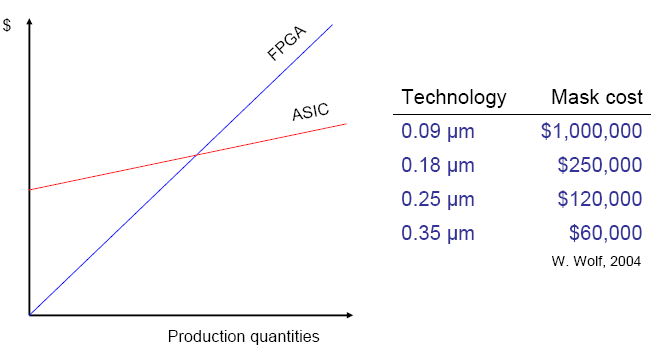 $
FPGA
ASIC
Production quantities
Technology Mask cost
0.09 µm $1,000,000
0.18 µm $250,000
0.25 µm $120,000
0.35 µm $60,000
W. Wolf, 2004